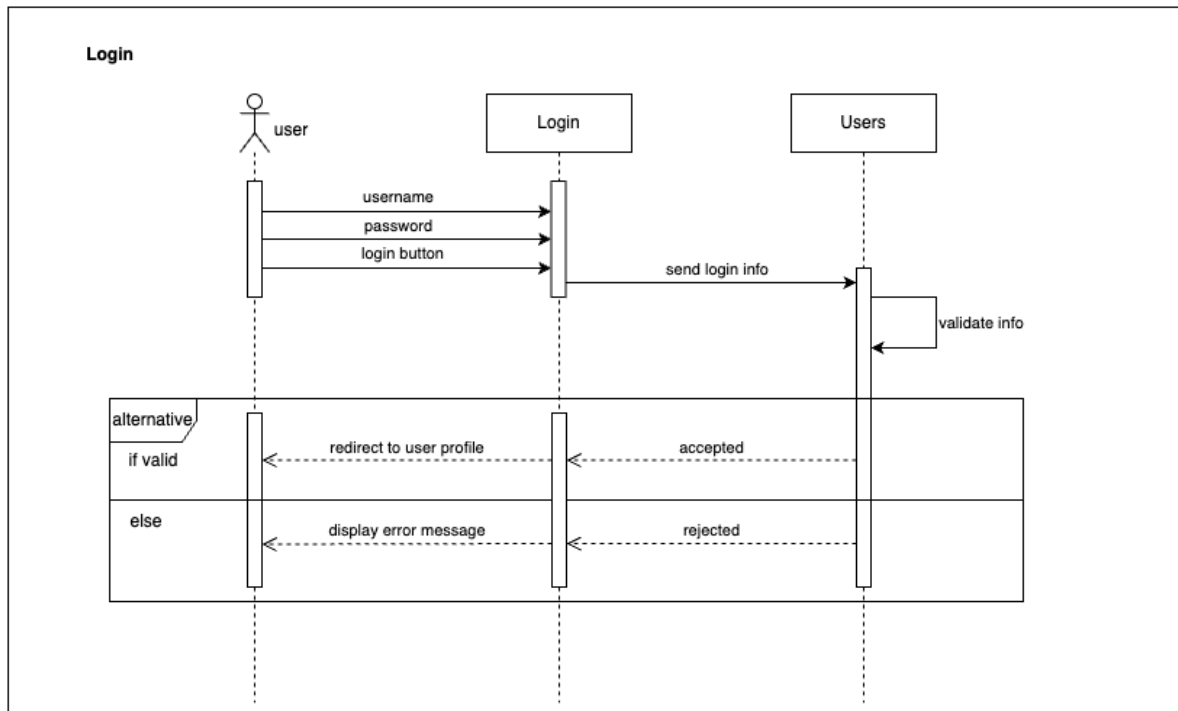 Login
user
Login
Users
username
password
login button
send login info
validate info
alternative
if valid
redirect to user profile
accepted
else
display error message
rejected